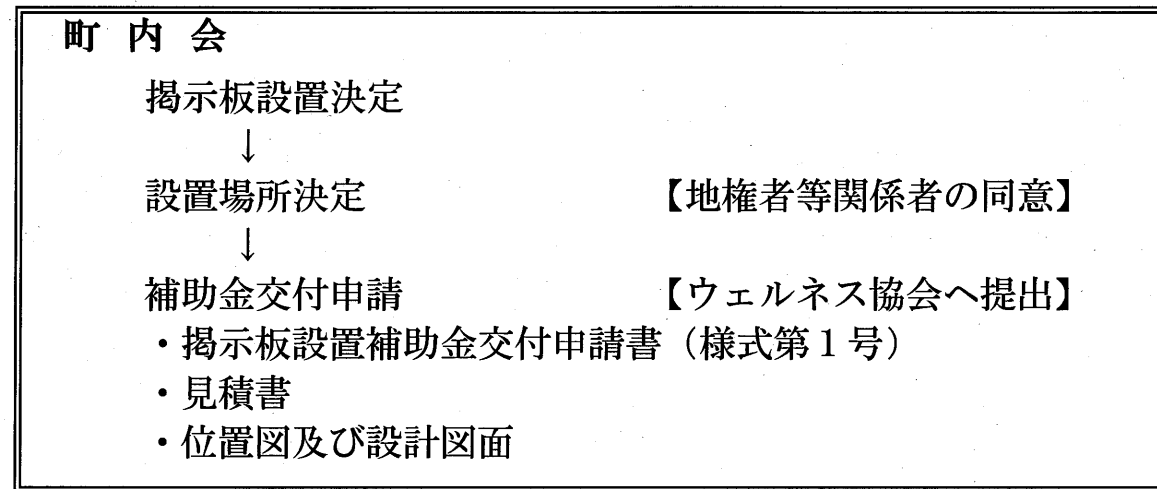 町内会
掲示板設置決定
↓
設置場所決定 【地権者等関係者の同意】
↓
補助金交付申請 【ウェルネス協会へ提出】
・掲示板設置補助金交付申請書（様式第１号）
・見積書
・位置図及び設計図面